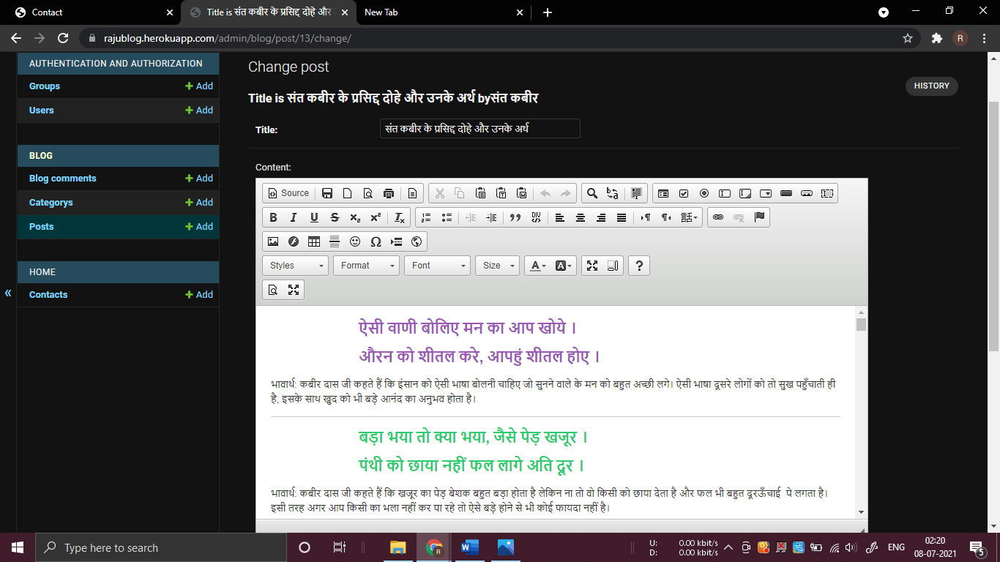 Contact
Title is संत कबीर के प्रसिद्द दोहे और
New Tab
rajublog.herokuapp.com/admin/blog/post/13/change/
R
AUTHENTICATION AND AUTHORIZATION
Groups + Add
Users + Add
BLOG
Blog comments + Add
Categorys + Add
Posts + Add
HOME
Contacts + Add
«
Change post
HISTORY
Title is संत कबीर के प्रसिद्द दोहे और उनके अर्थ byसंत कबीर
Title: संत कबीर के प्रसिद्द दोहे और उनके अर्थ
Content:
Source
Styles Format Font Size
ऐसी वाणी बोलिए मन का आप खोये ।
औरन को शीतल करे, आपहुं शीतल होए ।
भावार्थ: कबीर दास जी कहते हैं कि इंसान को ऐसी भाषा बोलनी चाहिए जो सुनने वाले के मन को बहुत अच्छी लगे। ऐसी भाषा दूसरे लोगों को तो सुख पहुँचाती ही
है, इसके साथ खुद को भी बड़े आनंद का अनुभव होता है।
बड़ा भया तो क्या भया, जैसे पेड़ खजूर ।
पंथी को छाया नहीं फल लागे अति दूर ।
भावार्थ: कबीर दास जी कहते हैं कि खजूर का पेड़ बेशक बहुत बड़ा होता है लेकिन ना तो वो किसी को छाया देता है और फल भी बहुत दूरऊँचाई पे लगता है।
इसी तरह अगर आप किसी का भला नहीं कर पा रहे तो ऐसे बड़े होने से भी कोई फायदा नहीं है।
Type here to search
U: 0.00 kbit/s
D: 0.00 kbit/s
ENG
02:20
08-07-2021
5